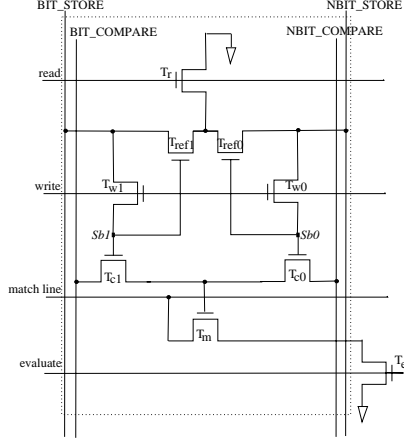 BIT_STORE NBIT_STORE
BIT_COMPARE NBIT_COMPARE
read Tr
Tref1 Tref0
write Tw1 Tw0
Sb1 Sb0
Tc1 Tc0
match line
Tm
evaluate Te